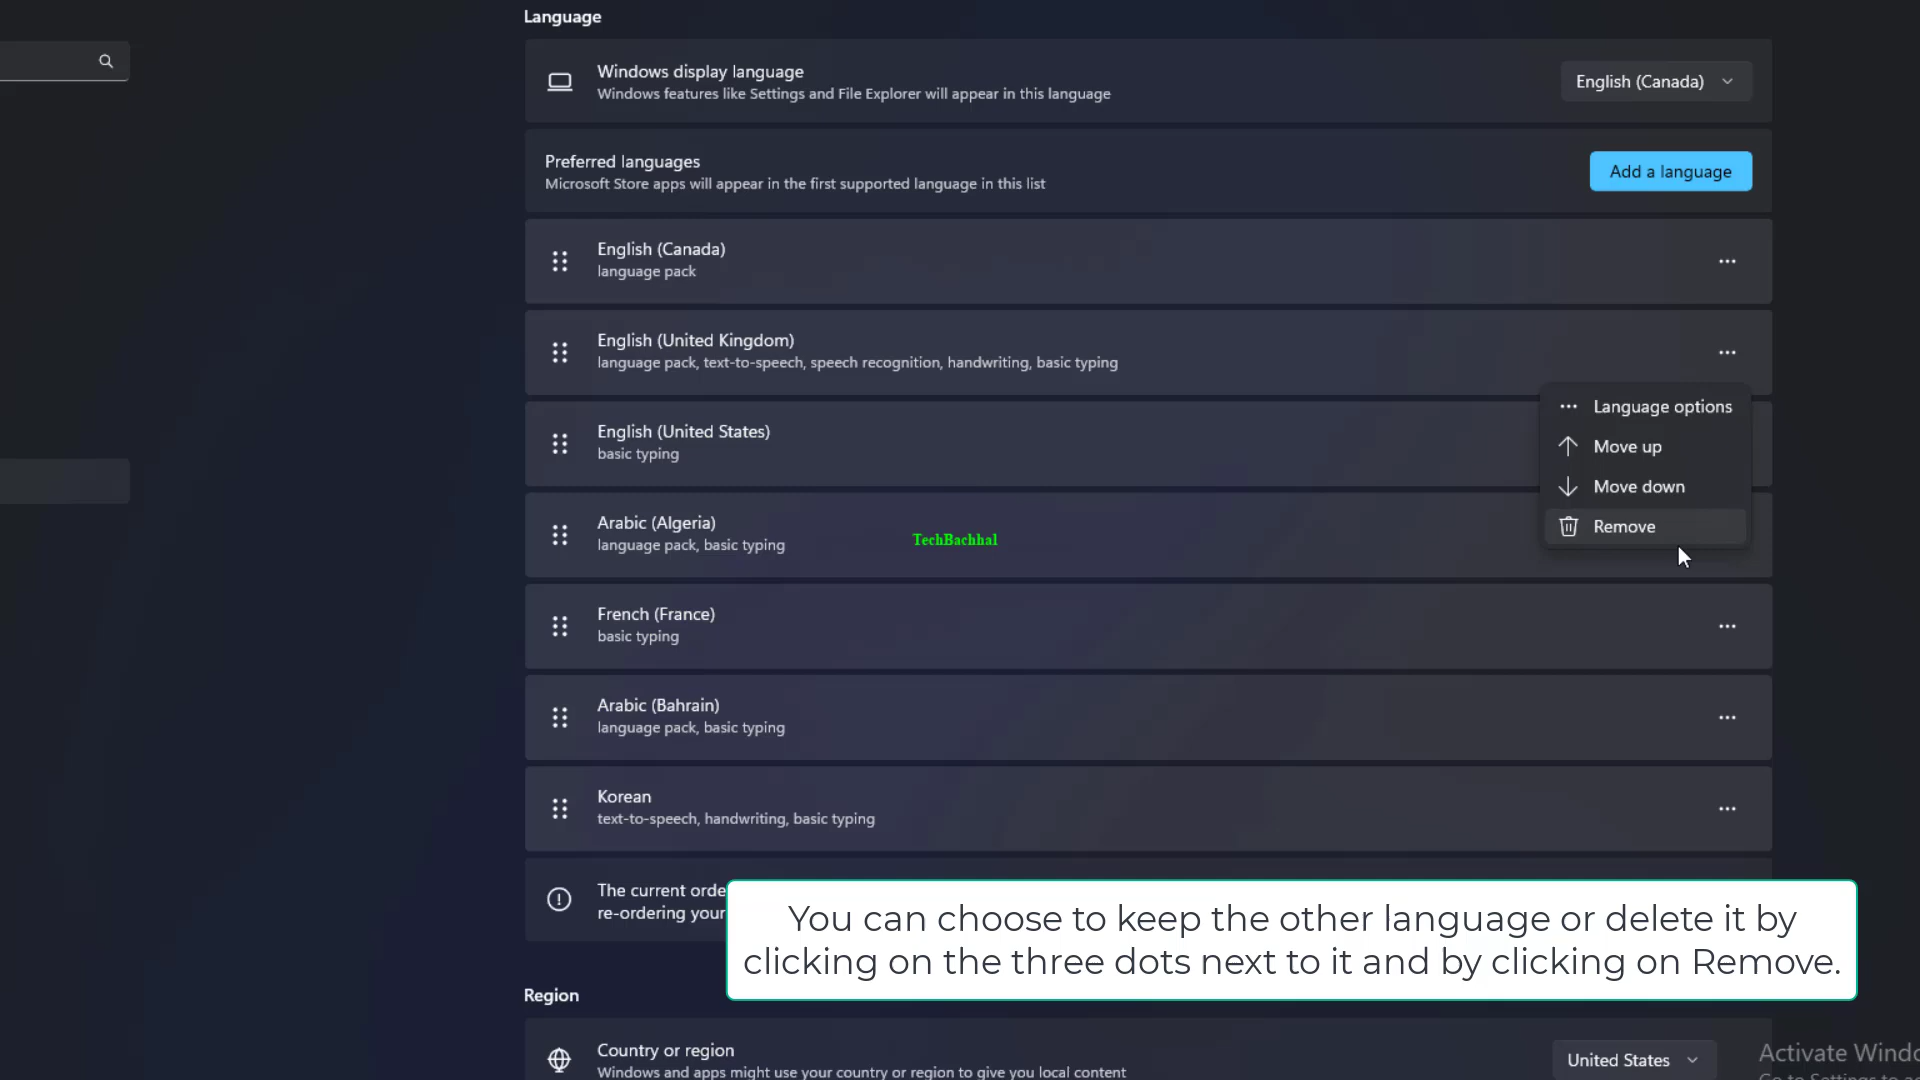 Language
Windows display language
Windows features like Settings and File Explorer will appear in this language
English (Canada)
Preferred languages
Microsoft Store apps will appear in the first supported language in this list
Add a language
English (Canada)
language pack
English (United Kingdom)
language pack, text-to-speech, speech recognition, handwriting, basic typing
Language options
Move up
Move down
Remove
English (United States)
basic typing
Arabic (Algeria)
language pack, basic typing
TechBachhal
French (France)
basic typing
Arabic (Bahrain)
language pack, basic typing
Korean
text-to-speech, handwriting, basic typing
The current orde
re-ordering your
You can choose to keep the other language or delete it by
clicking on the three dots next to it and by clicking on Remove.
Region
Country or region
Windows and apps might use your country or region to give you local content
United States
Activate Windo